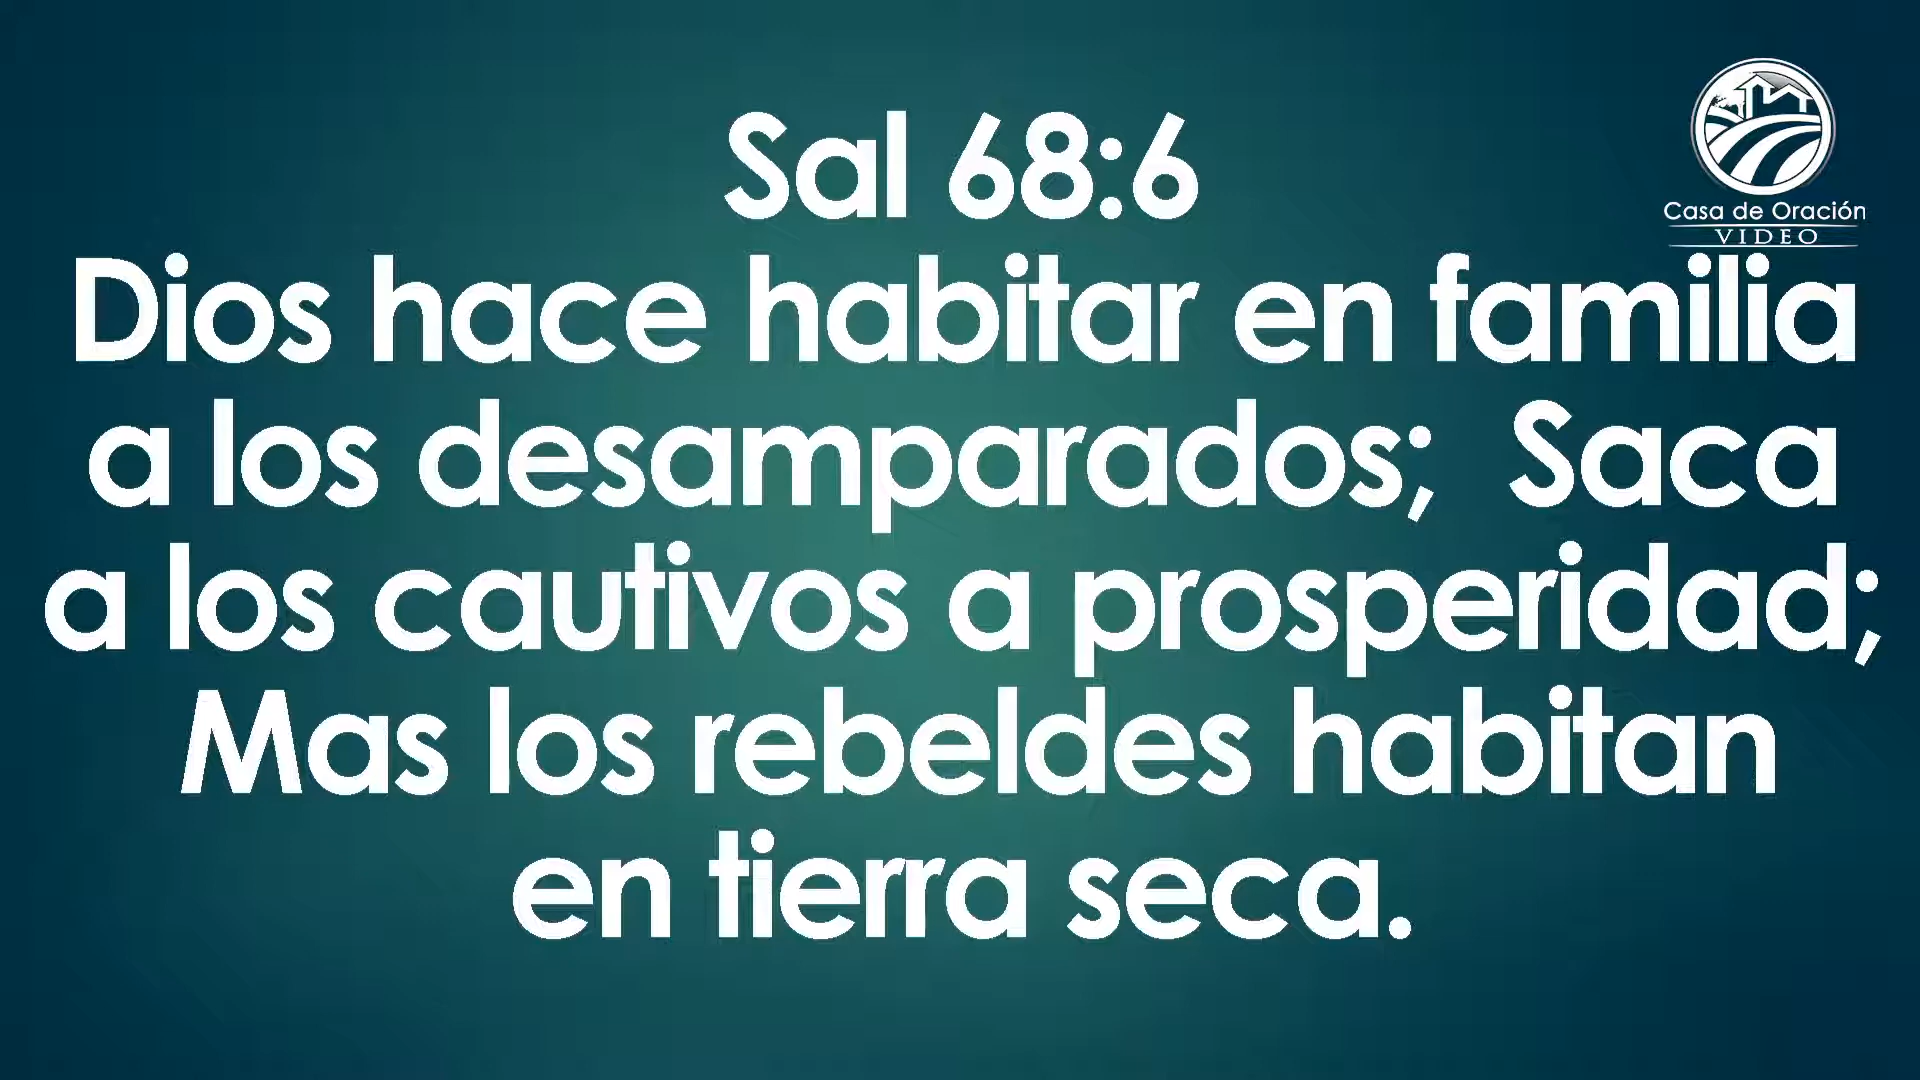 Sal 68:6
Casa de Oración
VIDEO
Dios hace habitar en familia
a los desamparados;  Saca
a los cautivos a prosperidad;
Mas los rebeldes habitan
en tierra seca.